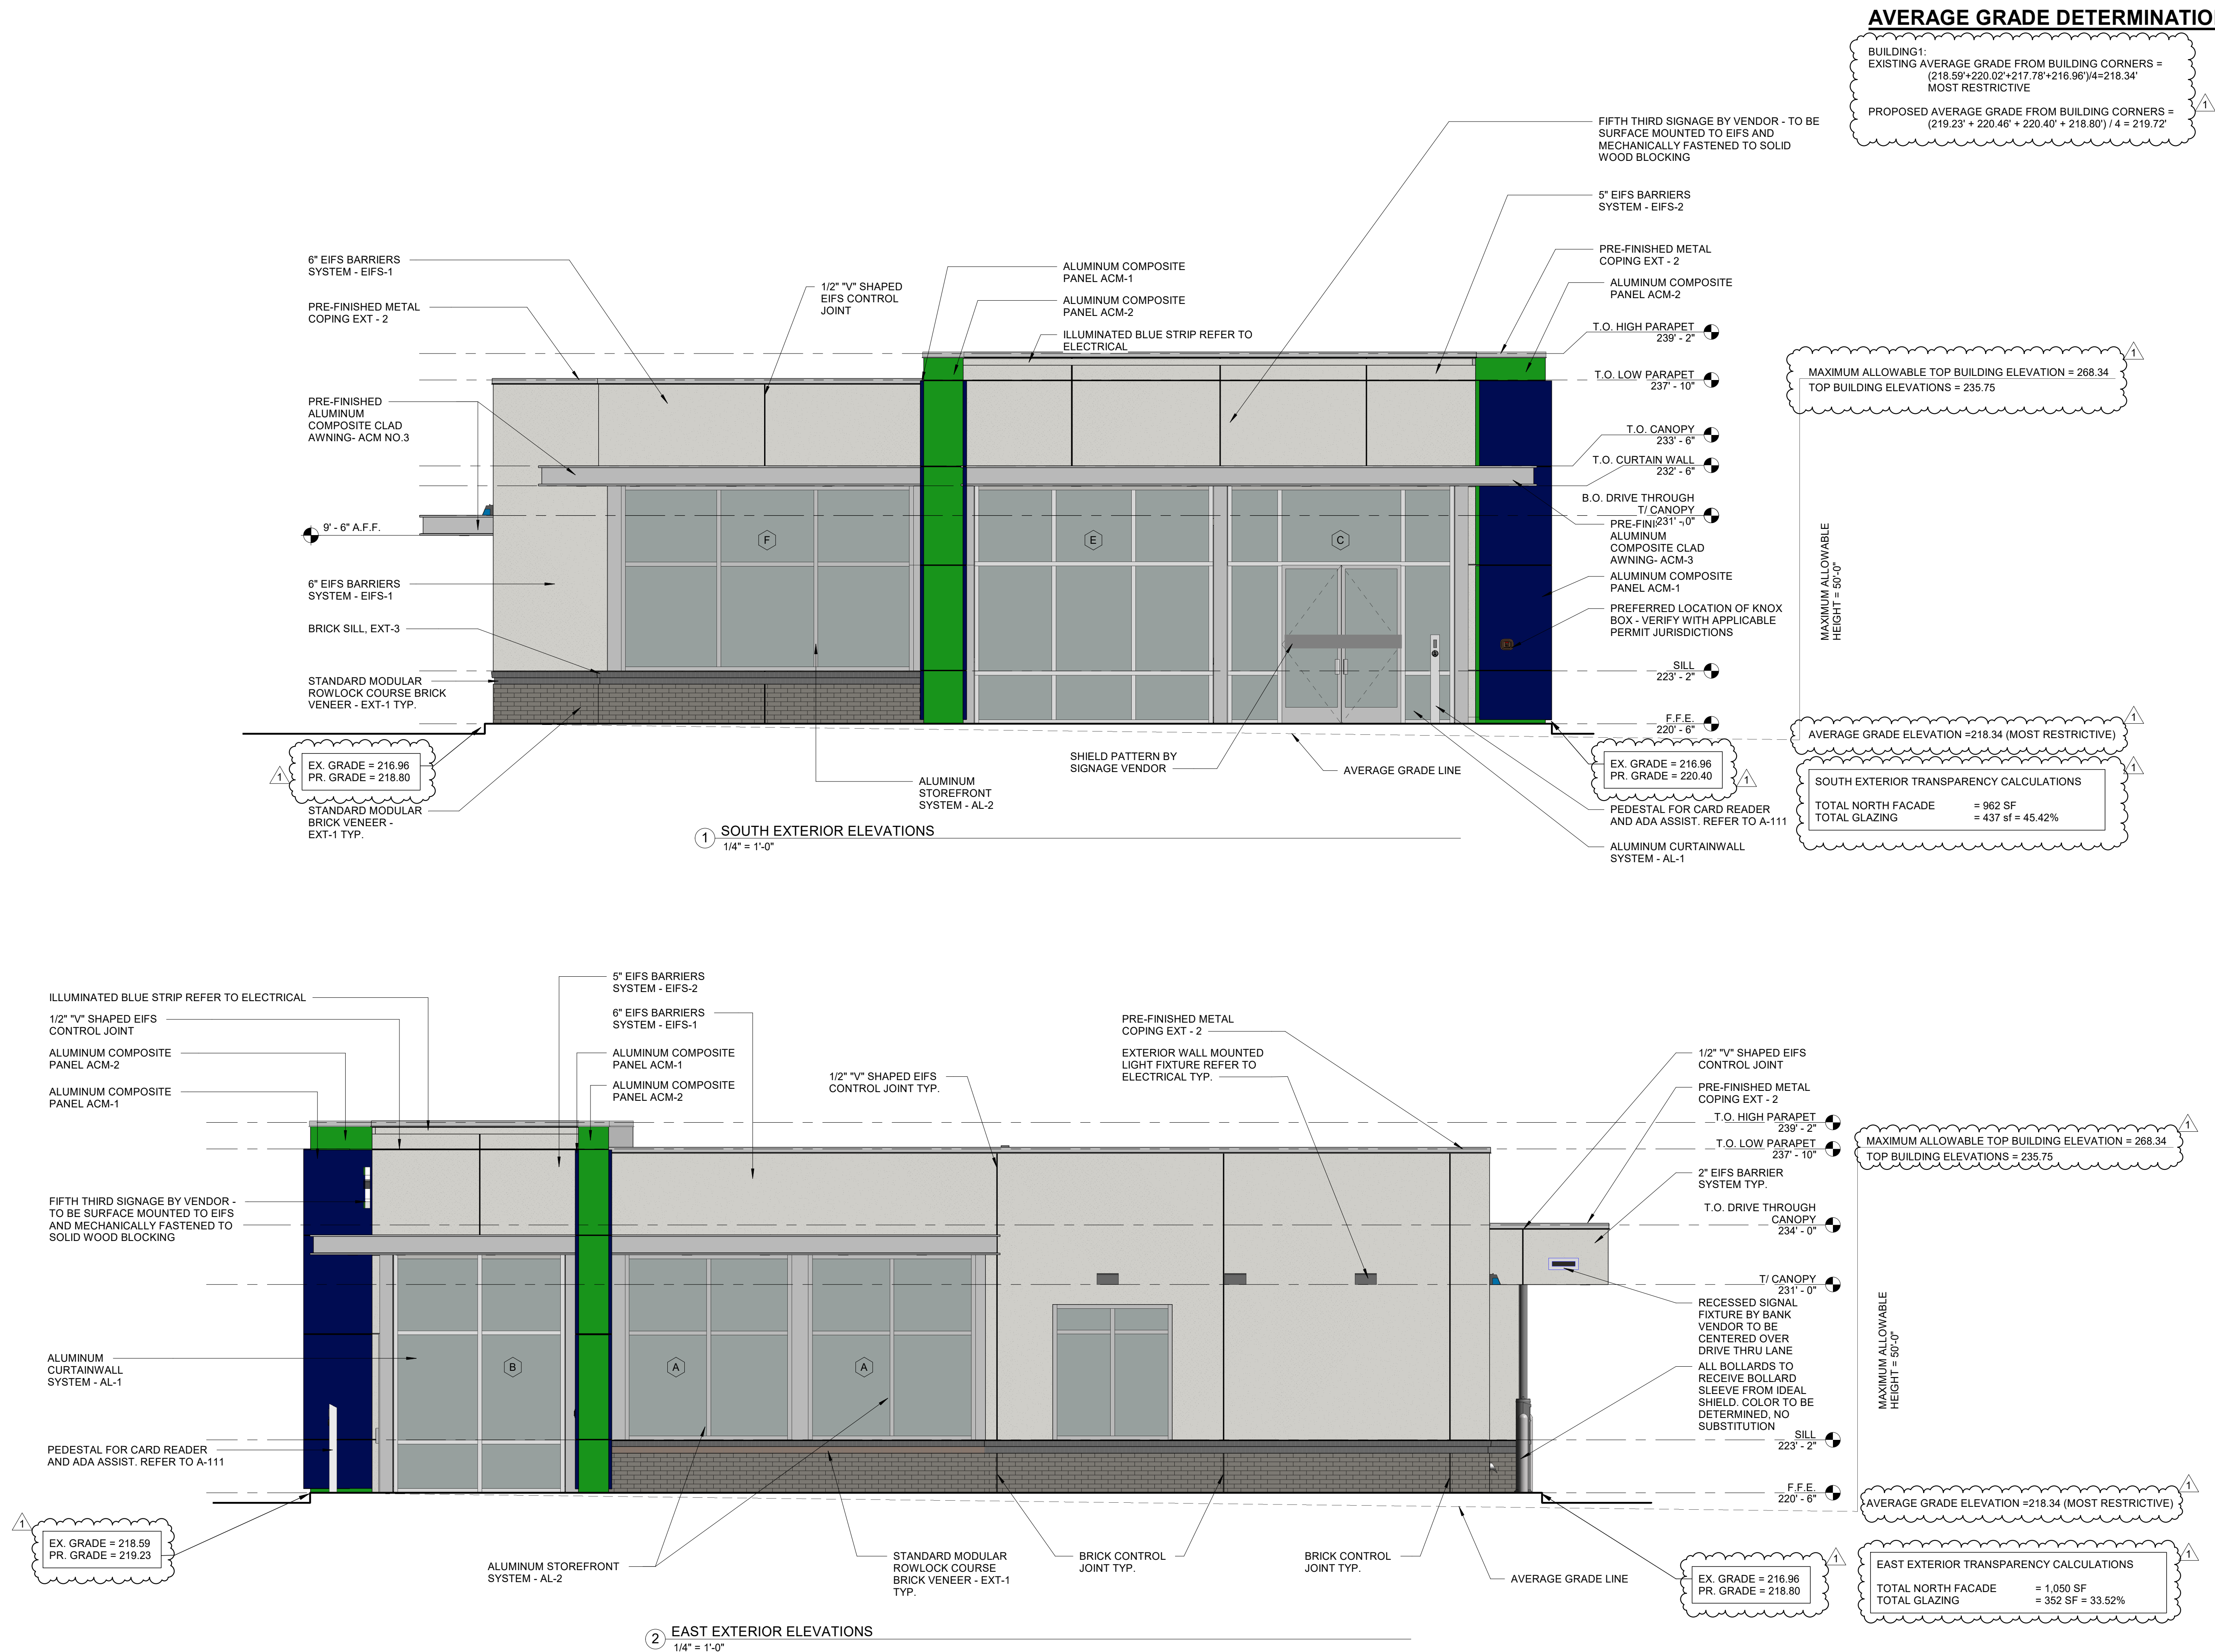 AVERAGE GRADE DETERMINATIO
BUILDING1:
EXISTING AVERAGE GRADE FROM BUILDING CORNERS =
(218.59'+220.02'+217.78'+216.96')/4=218.34'
MOST RESTRICTIVE
PROPOSED AVERAGE GRADE FROM BUILDING CORNERS =
(219.23' + 220.46' + 220.40' + 218.80') / 4 = 219.72'
1
FIFTH THIRD SIGNAGE BY VENDOR - TO BE
SURFACE MOUNTED TO EIFS AND
MECHANICALLY FASTENED TO SOLID
WOOD BLOCKING
5" EIFS BARRIERS
SYSTEM - EIFS-2
PRE-FINISHED METAL
COPING EXT - 2
ALUMINUM COMPOSITE
PANEL ACM-2
6" EIFS BARRIERS
SYSTEM - EIFS-1
PRE-FINISHED METAL
COPING EXT - 2
1/2" "V" SHAPED
EIFS CONTROL
JOINT
ALUMINUM COMPOSITE
PANEL ACM-1
ALUMINUM COMPOSITE
PANEL ACM-2
ILLUMINATED BLUE STRIP REFER TO
ELECTRICAL
PRE-FINISHED
ALUMINUM
COMPOSITE CLAD
AWNING- ACM NO.3
9' - 6" A.F.F.
6" EIFS BARRIERS
SYSTEM - EIFS-1
BRICK SILL, EXT-3
STANDARD MODULAR
ROWLOCK COURSE BRICK
VENEER - EXT-1 TYP.
F
E
C
T.O. HIGH PARAPET
239' - 2"
T.O. LOW PARAPET
237' - 10"
T.O. CANOPY
233' - 6"
T.O. CURTAIN WALL
232' - 6"
B.O. DRIVE THROUGH
T/ CANOPY
231' - 0"
PRE-FINI
ALUMINUM
COMPOSITE CLAD
AWNING- ACM-3
ALUMINUM COMPOSITE
PANEL ACM-1
PREFERRED LOCATION OF KNOX
BOX - VERIFY WITH APPLICABLE
PERMIT JURISDICTIONS
SILL
223' - 2"
F.F.E.
220' - 6"
1
MAXIMUM ALLOWABLE TOP BUILDING ELEVATION = 268.34
TOP BUILDING ELEVATIONS = 235.75
MAXIMUM ALLOWABLE
HEIGHT = 50'-0"
1
AVERAGE GRADE ELEVATION =218.34 (MOST RESTRICTIVE)
1
SOUTH EXTERIOR TRANSPARENCY CALCULATIONS
TOTAL NORTH FACADE = 962 SF
TOTAL GLAZING = 437 sf = 45.42%
1
EX. GRADE = 216.96
PR. GRADE = 218.80
STANDARD MODULAR
BRICK VENEER -
EXT-1 TYP.
ALUMINUM
STOREFRONT
SYSTEM - AL-2
SHIELD PATTERN BY
SIGNAGE VENDOR
AVERAGE GRADE LINE
EX. GRADE = 216.96
PR. GRADE = 220.40
1
PEDESTAL FOR CARD READER
AND ADA ASSIST. REFER TO A-111
ALUMINUM CURTAINWALL
SYSTEM - AL-1
1 SOUTH EXTERIOR ELEVATIONS
1/4" = 1'-0"
ILLUMINATED BLUE STRIP REFER TO ELECTRICAL
1/2" "V" SHAPED EIFS
CONTROL JOINT
ALUMINUM COMPOSITE
PANEL ACM-2
ALUMINUM COMPOSITE
PANEL ACM-1
FIFTH THIRD SIGNAGE BY VENDOR -
TO BE SURFACE MOUNTED TO EIFS
AND MECHANICALLY FASTENED TO
SOLID WOOD BLOCKING
ALUMINUM
CURTAINWALL
SYSTEM - AL-1
PEDESTAL FOR CARD READER
AND ADA ASSIST. REFER TO A-111
5" EIFS BARRIERS
SYSTEM - EIFS-2
6" EIFS BARRIERS
SYSTEM - EIFS-1
ALUMINUM COMPOSITE
PANEL ACM-1
ALUMINUM COMPOSITE
PANEL ACM-2
1/2" "V" SHAPED EIFS
CONTROL JOINT TYP.
PRE-FINISHED METAL
COPING EXT - 2
EXTERIOR WALL MOUNTED
LIGHT FIXTURE REFER TO
ELECTRICAL TYP.
B
A
A
1/2" "V" SHAPED EIFS
CONTROL JOINT
PRE-FINISHED METAL
COPING EXT - 2
T.O. HIGH PARAPET
239' - 2"
T.O. LOW PARAPET
237' - 10"
2" EIFS BARRIER
SYSTEM TYP.
T.O. DRIVE THROUGH
CANOPY
234' - 0"
T/ CANOPY
231' - 0"
RECESSED SIGNAL
FIXTURE BY BANK
VENDOR TO BE
CENTERED OVER
DRIVE THRU LANE
ALL BOLLARDS TO
RECEIVE BOLLARD
SLEEVE FROM IDEAL
SHIELD. COLOR TO BE
DETERMINED, NO
SUBSTITUTION
SILL
223' - 2"
F.F.E.
220' - 6"
1
MAXIMUM ALLOWABLE TOP BUILDING ELEVATION = 268.34
TOP BUILDING ELEVATIONS = 235.75
MAXIMUM ALLOWABLE
HEIGHT = 50'-0"
1
AVERAGE GRADE ELEVATION =218.34 (MOST RESTRICTIVE)
1
EAST EXTERIOR TRANSPARENCY CALCULATIONS
TOTAL NORTH FACADE = 1,050 SF
TOTAL GLAZING = 352 SF = 33.52%
1
EX. GRADE = 218.59
PR. GRADE = 219.23
ALUMINUM STOREFRONT
SYSTEM - AL-2
STANDARD MODULAR
ROWLOCK COURSE
BRICK VENEER - EXT-1
TYP.
BRICK CONTROL
JOINT TYP.
BRICK CONTROL
JOINT TYP.
AVERAGE GRADE LINE
EX. GRADE = 216.96
PR. GRADE = 218.80
1
2 EAST EXTERIOR ELEVATIONS
1/4" = 1'-0"